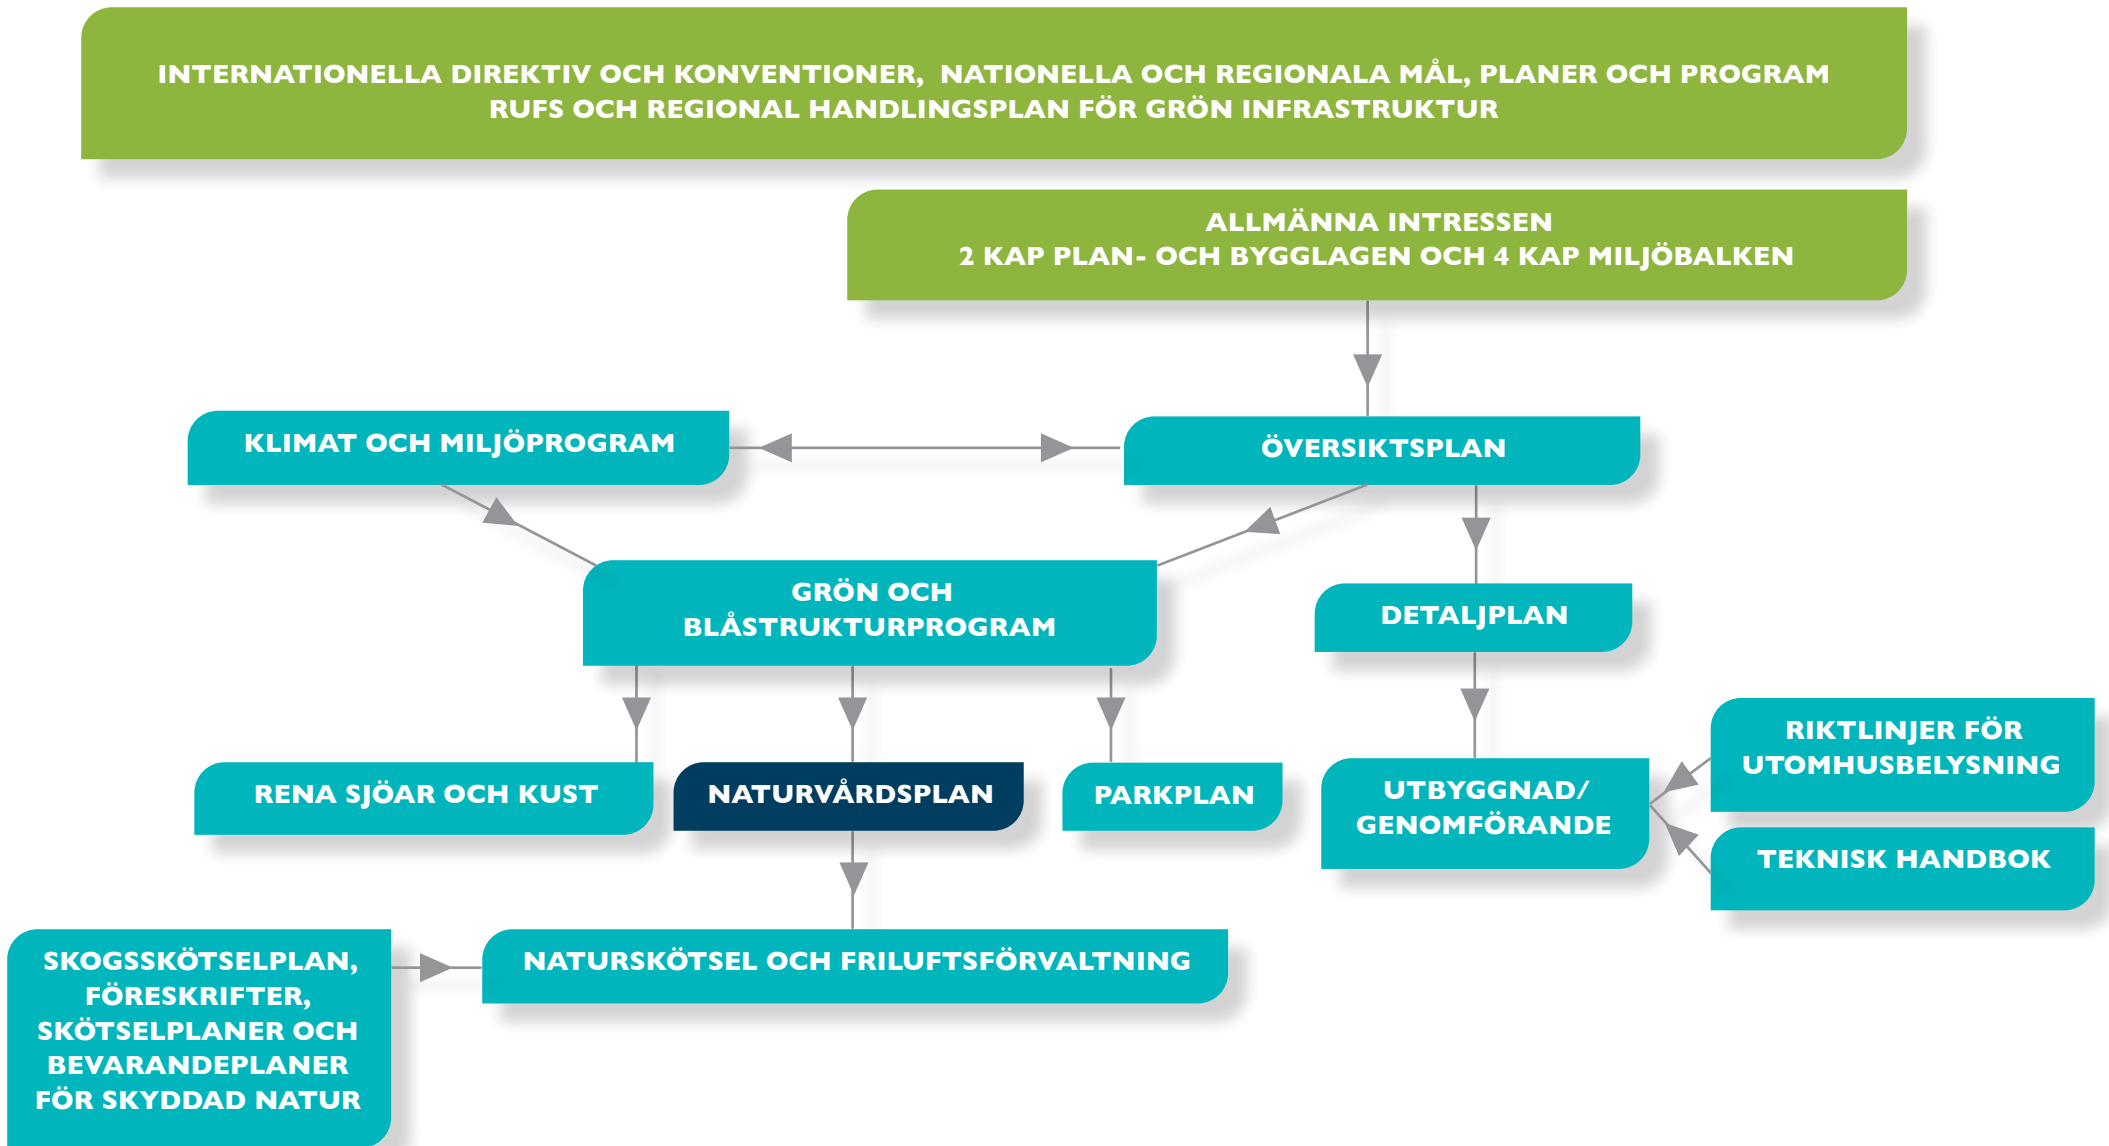 INTERNATIONELLA DIREKTIV OCH KONVENTIONER, NATIONELLA OCH REGIONALA MÅL, PLANER OCH PROGRAM
RUFS OCH REGIONAL HANDLINGSPLAN FÖR GRÖN INFRASTRUKTUR
ALLMÄNNA INTRESSEN
2 KAP PLAN- OCH BYGGLAGEN OCH 4 KAP MILJÖBALKEN
KLIMAT OCH MILJÖPROGRAM
ÖVERSIKTSPLAN
GRÖN OCH
BLÅSTRUKTURPROGRAM
DETALJPLAN
RENA SJÖAR OCH KUST
NATURVÅRDSPLAN
PARKPLAN
UTBYGGNAD/
GENOMFÖRANDE
RIKTLINJER FÖR
UTOMHUSBELYSNING
TEKNISK HANDBOK
SKOGSSKÖTSELPLAN,
FÖRESKRIFTER,
SKÖTSELPLANER OCH
BEVARANDEPLANER
FÖR SKYDDAD NATUR
NATURSKÖTSEL OCH FRILUFTSFÖRVALTNING